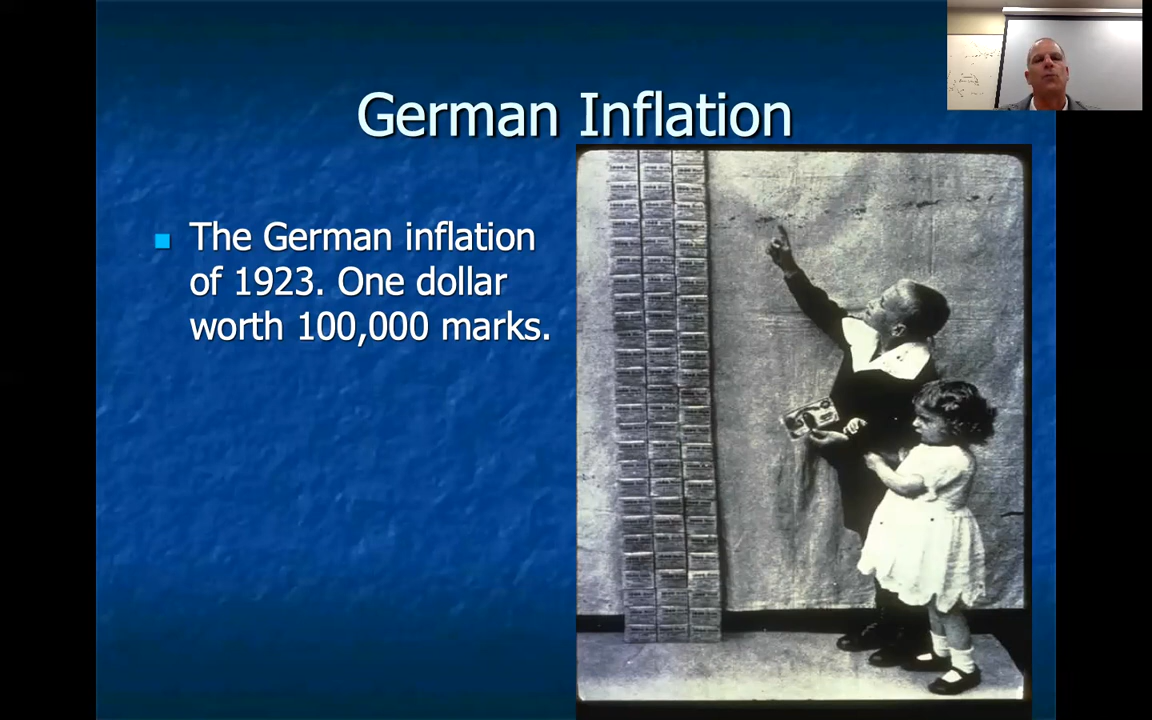 German Inflation
The German inflation
of 1923. One dollar
worth 100,000 marks.